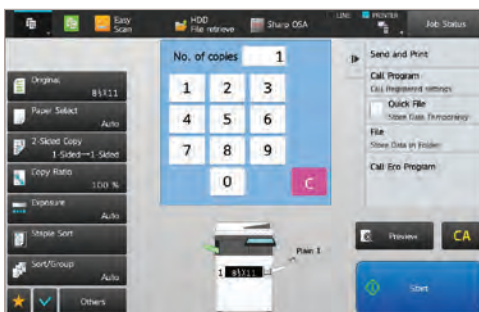 Easy
Scan
HDD
File retrieve
Sharp OSA
LINE
PRINTER
Job Status
Original
8½X11
Paper Select
Auto
2-Sided Copy
1-Sided→1-Sided
Copy Ratio
100 %
Exposure
Auto
Staple Sort
Sort/Group
Auto
Others
No. of copies 1
1 2 3
4 5 6
7 8 9
0 C
Plain 1
1 8½X11
Send and Print
Call Program
Call Registered settings
Quick File
Store Data Temporarily
File
Store Data in Folder
Call Eco Program
Preview
CA
Start